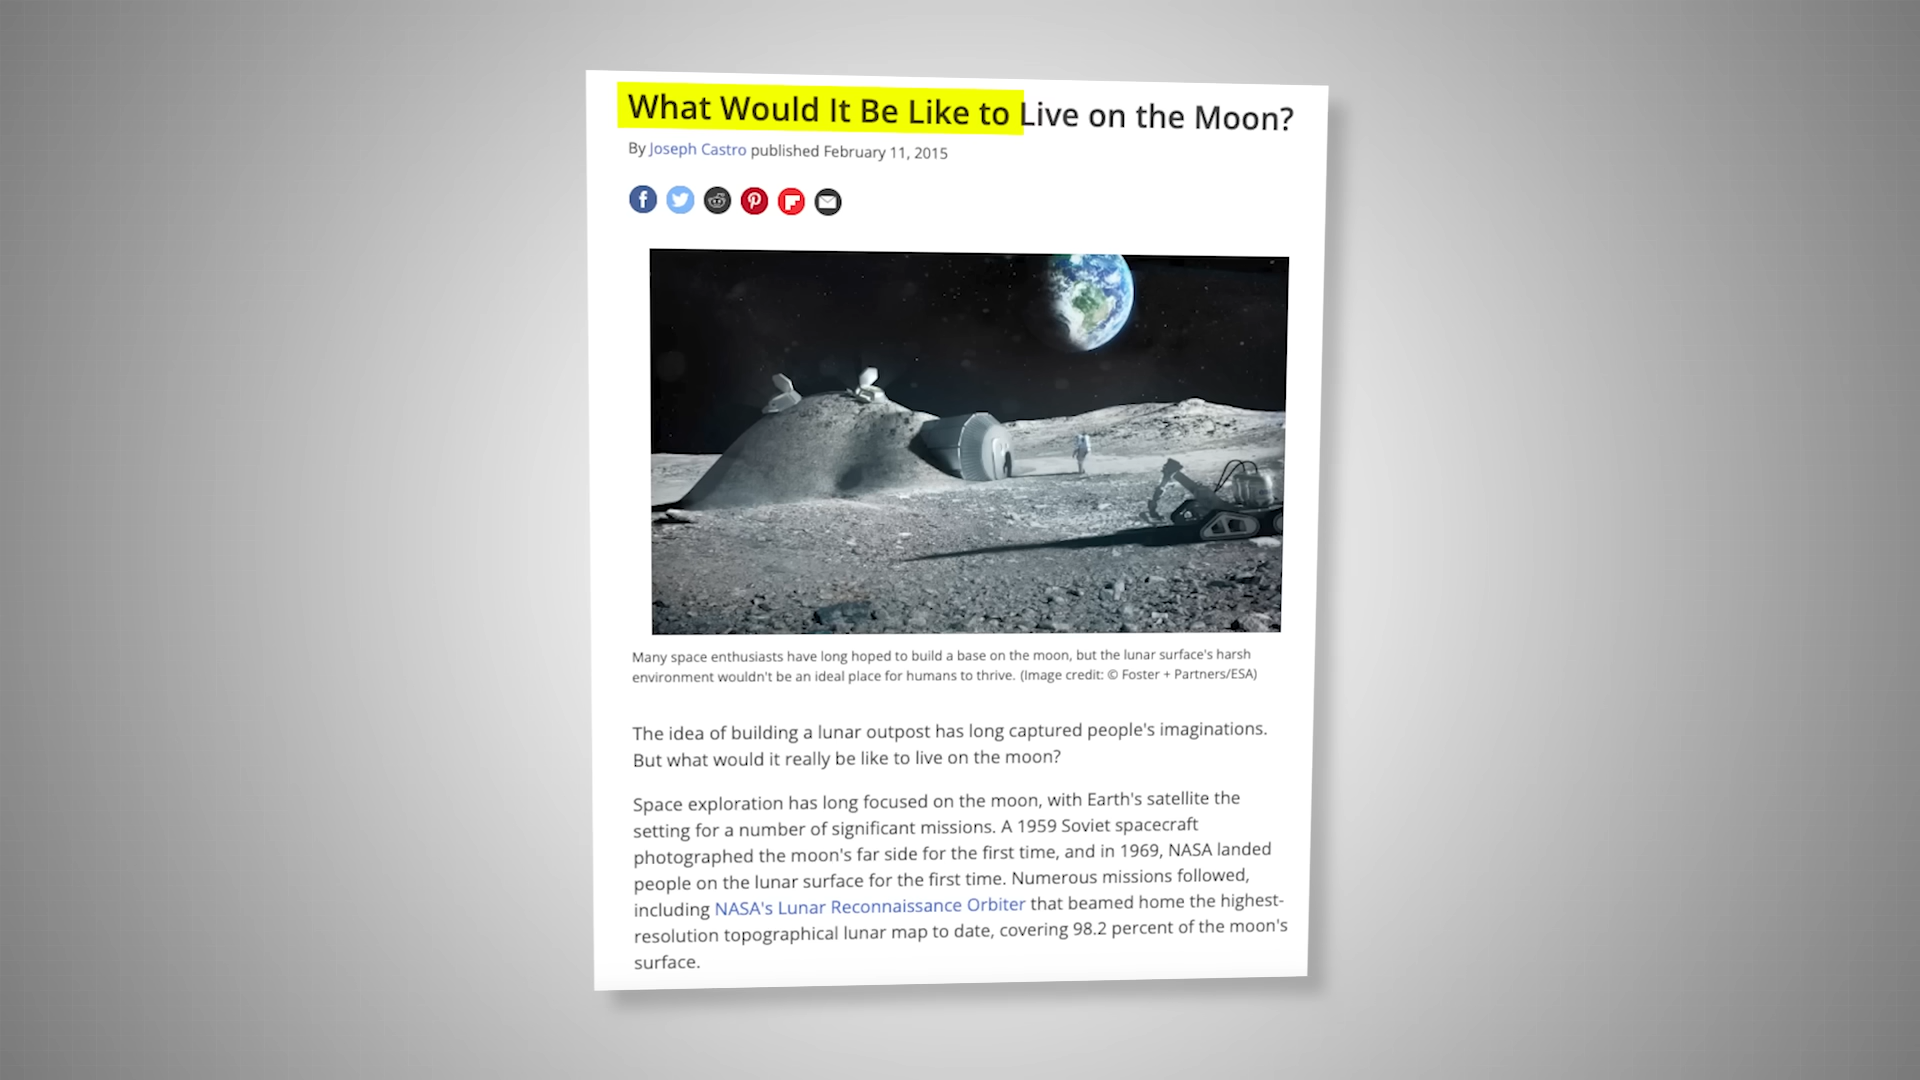 What Would It Be Like to Live on the Moon?
By Joseph Castro published February 11, 2015
Many space enthusiasts have long hoped to build a base on the moon, but the lunar surface's harsh
environment wouldn't be an ideal place for humans to thrive. (Image credit: © Foster + Partners/ESA)
The idea of building a lunar outpost has long captured people's imaginations.
But what would it really be like to live on the moon?
Space exploration has long focused on the moon, with Earth's satellite the
setting for a number of significant missions. A 1959 Soviet spacecraft
photographed the moon's far side for the first time, and in 1969, NASA landed
people on the lunar surface for the first time. Numerous missions followed,
including NASA's Lunar Reconnaissance Orbiter that beamed home the highest-
resolution topographical lunar map to date, covering 98.2 percent of the moon's
surface.